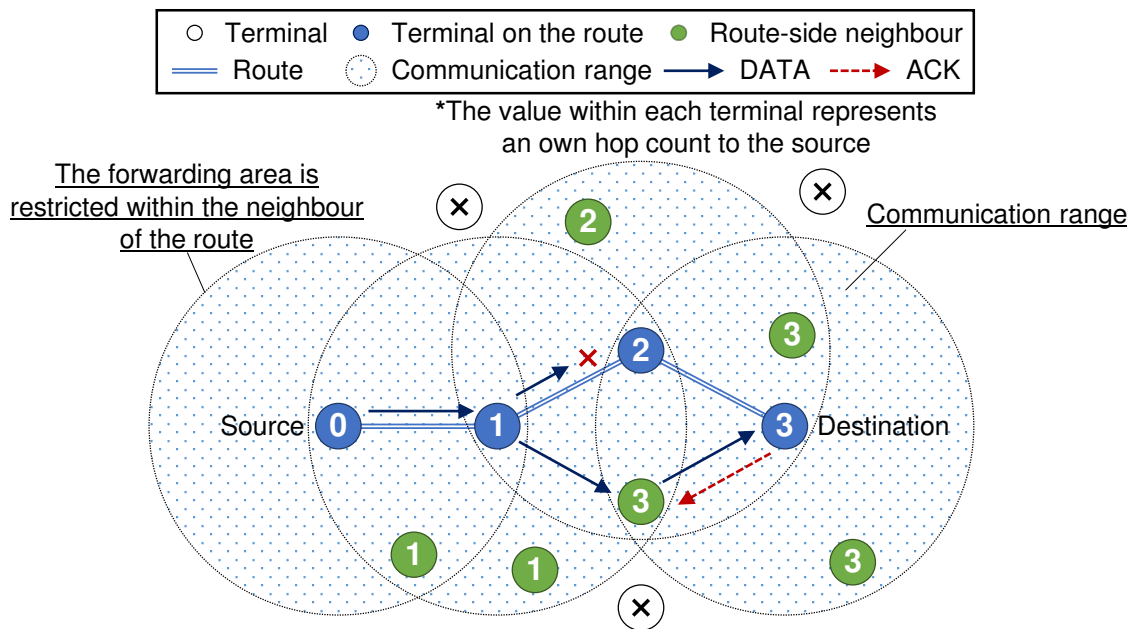 Terminal Terminal on the route Route-side neighbour
Route Communication range DATA ACK
*The value within each terminal represents
an own hop count to the source
The forwarding area is
restricted within the neighbour
of the route
Communication range
×
×
2
2
3
×
Source 0 1 3 Destination
3
1
1
3
×